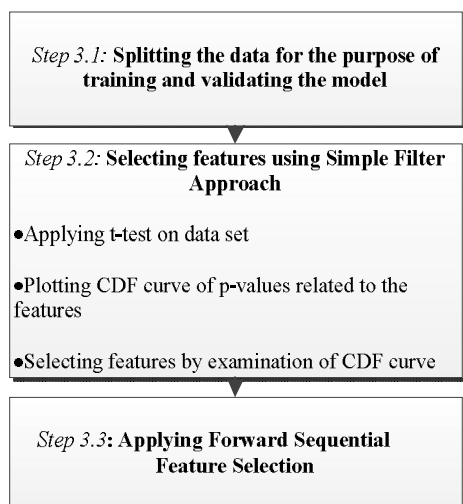 Step 3.1: Splitting the data for the purpose of
training and validating the model
Step 3.2: Selecting features using Simple Filter
Approach
●Applying t-test on data set
●Plotting CDF curve of p-values related to the
features
●Selecting features by examination of CDF curve
Step 3.3: Applying Forward Sequential
Feature Selection